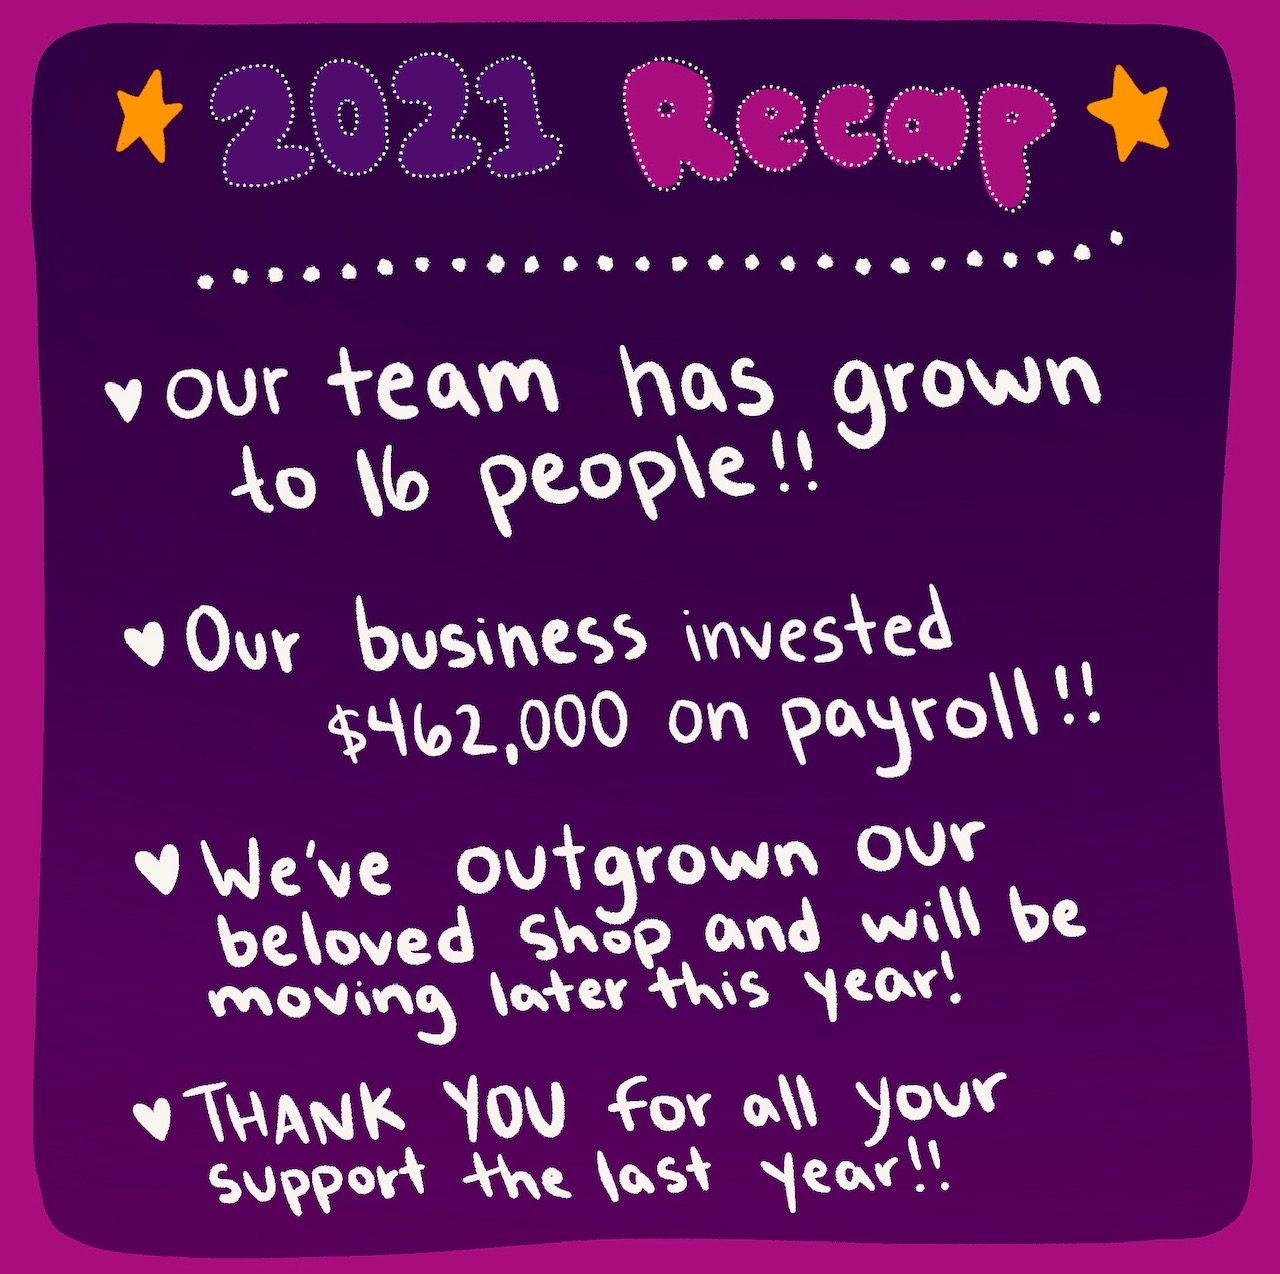 2021 Recap
our team has grown
to 16 people!!
Our business invested
$462,000 on payroll!!
We've outgrown our
beloved shop and will be
moving later this year!
THANK YOU for all your
support the last year!!